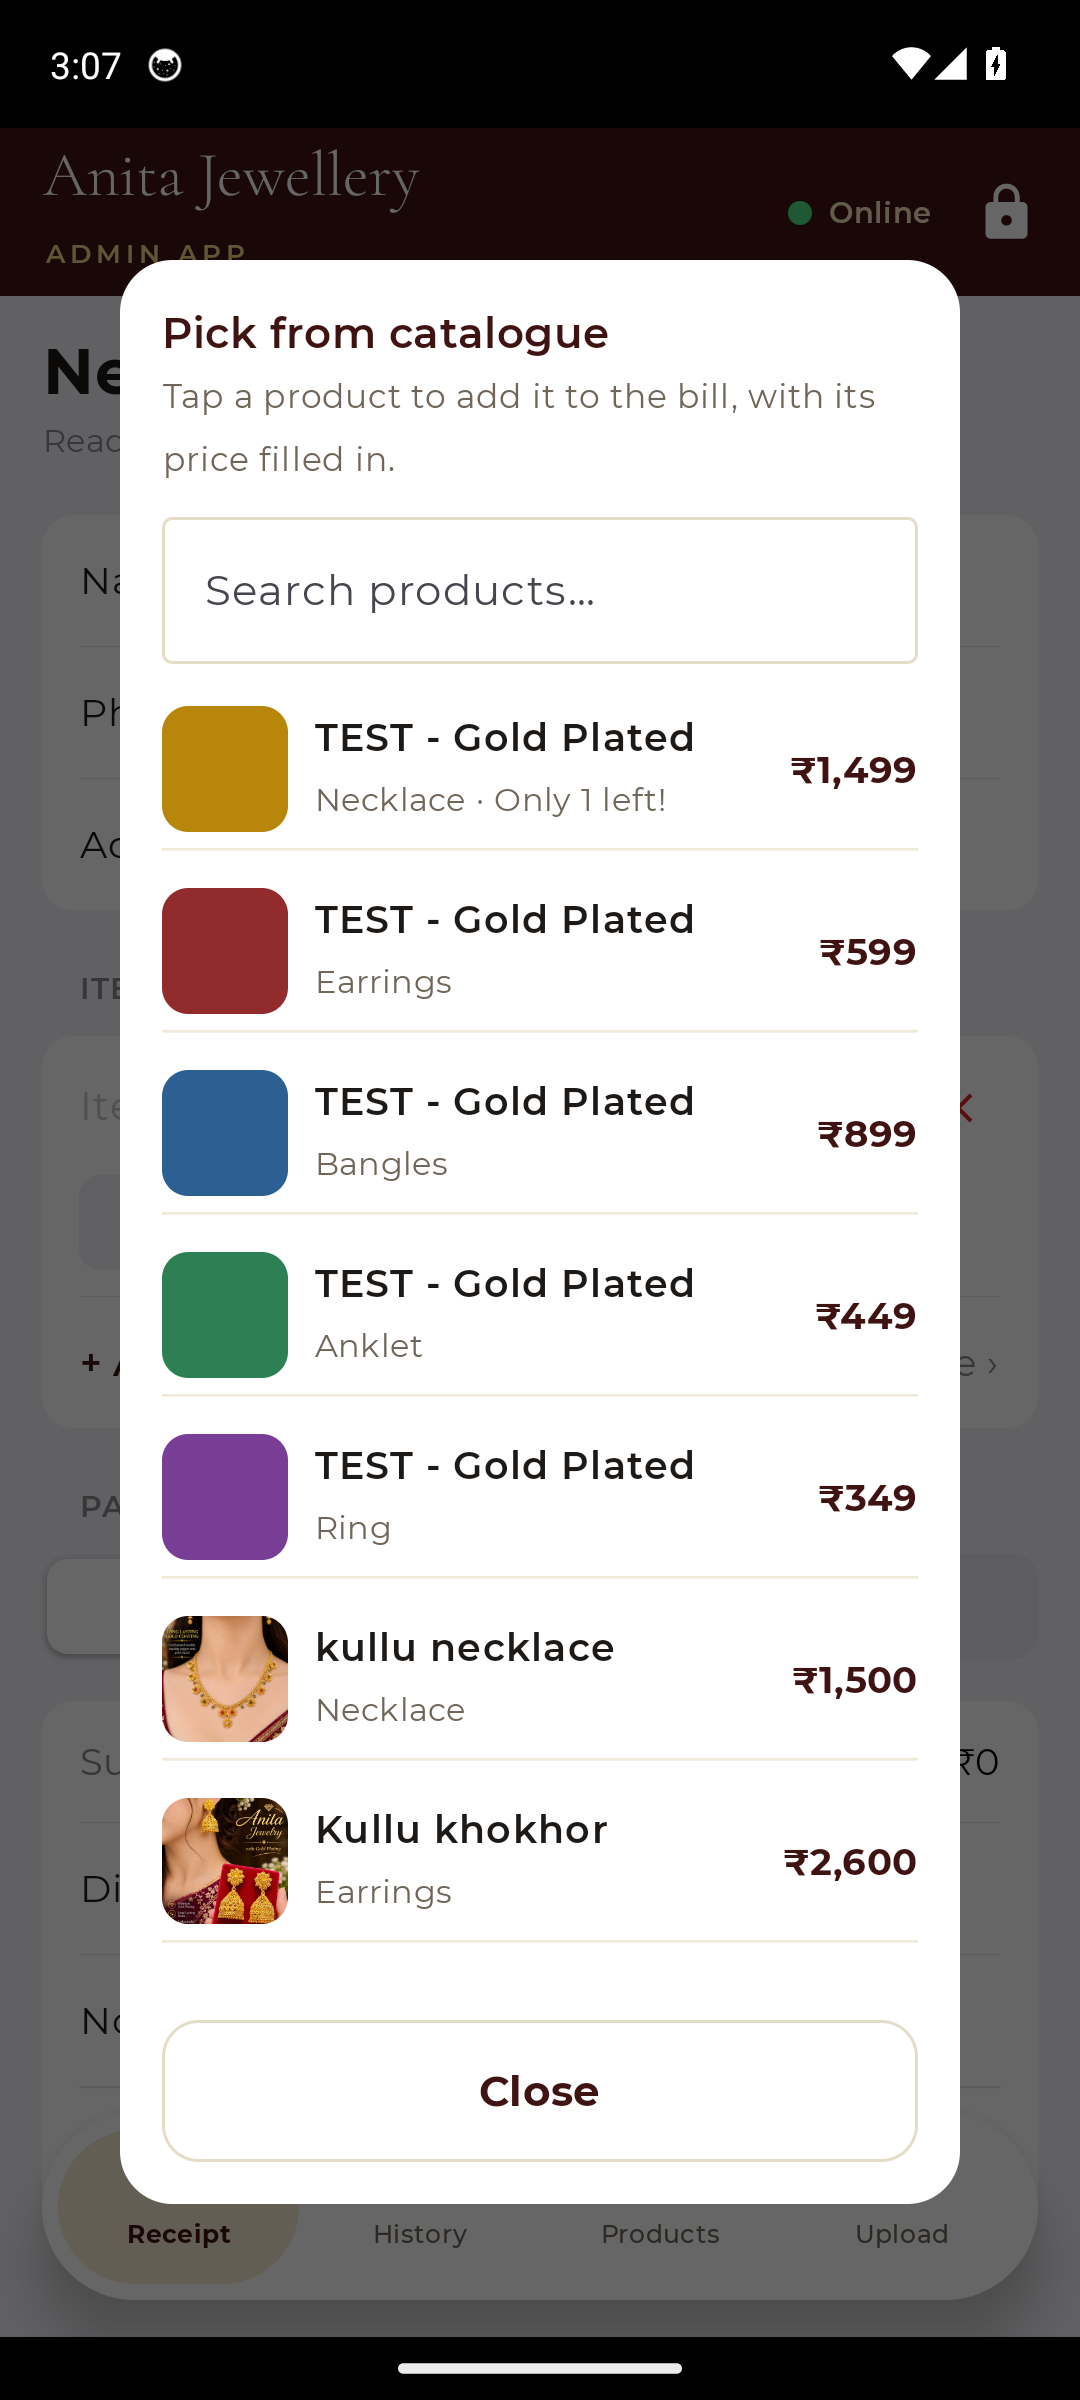 3:07
Anita Jewellery
Online
ADMIN APP
Pick from catalogue
Tap a product to add it to the bill, with its
price filled in.
Search products...
TEST - Gold Plated
Necklace · Only 1 left!
₹1,499
TEST - Gold Plated
Earrings
₹599
TEST - Gold Plated
Bangles
₹899
TEST - Gold Plated
Anklet
₹449
TEST - Gold Plated
Ring
₹349
kullu necklace
Necklace
₹1,500
Anita
Jewelry
Kullu khokhor
Earrings
₹2,600
₹0
Close
Receipt
History
Products
Upload